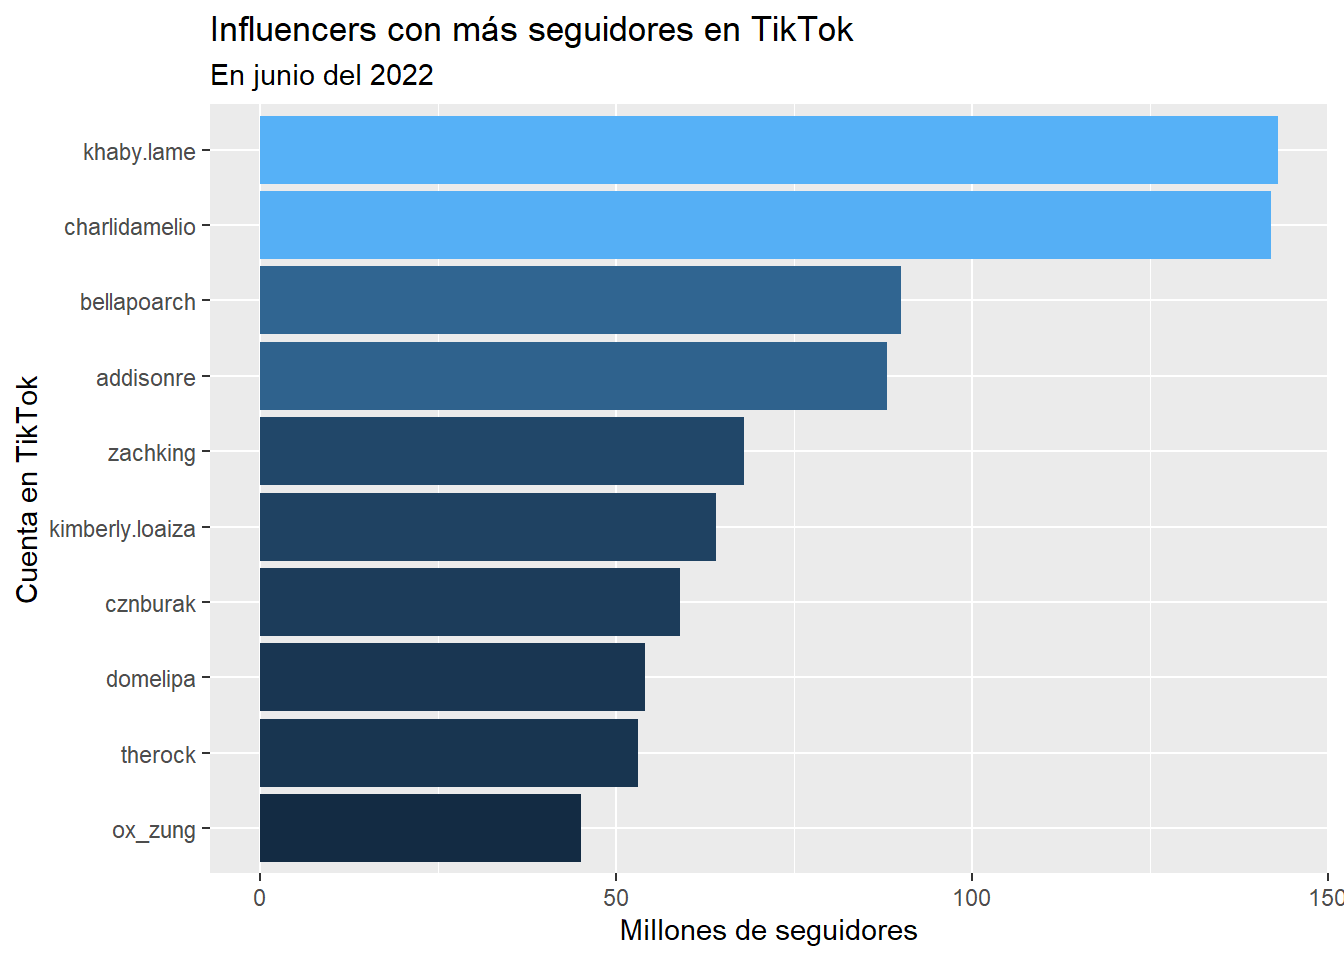 Influencers con más seguidores en TikTok
En junio del 2022
Cuenta en TikTok
khaby.lame
charlidamelio
bellapoarch
addisonre
zachking
kimberly.loaiza
cznburak
domelipa
therock
ox_zung
0 50 100 150
Millones de seguidores